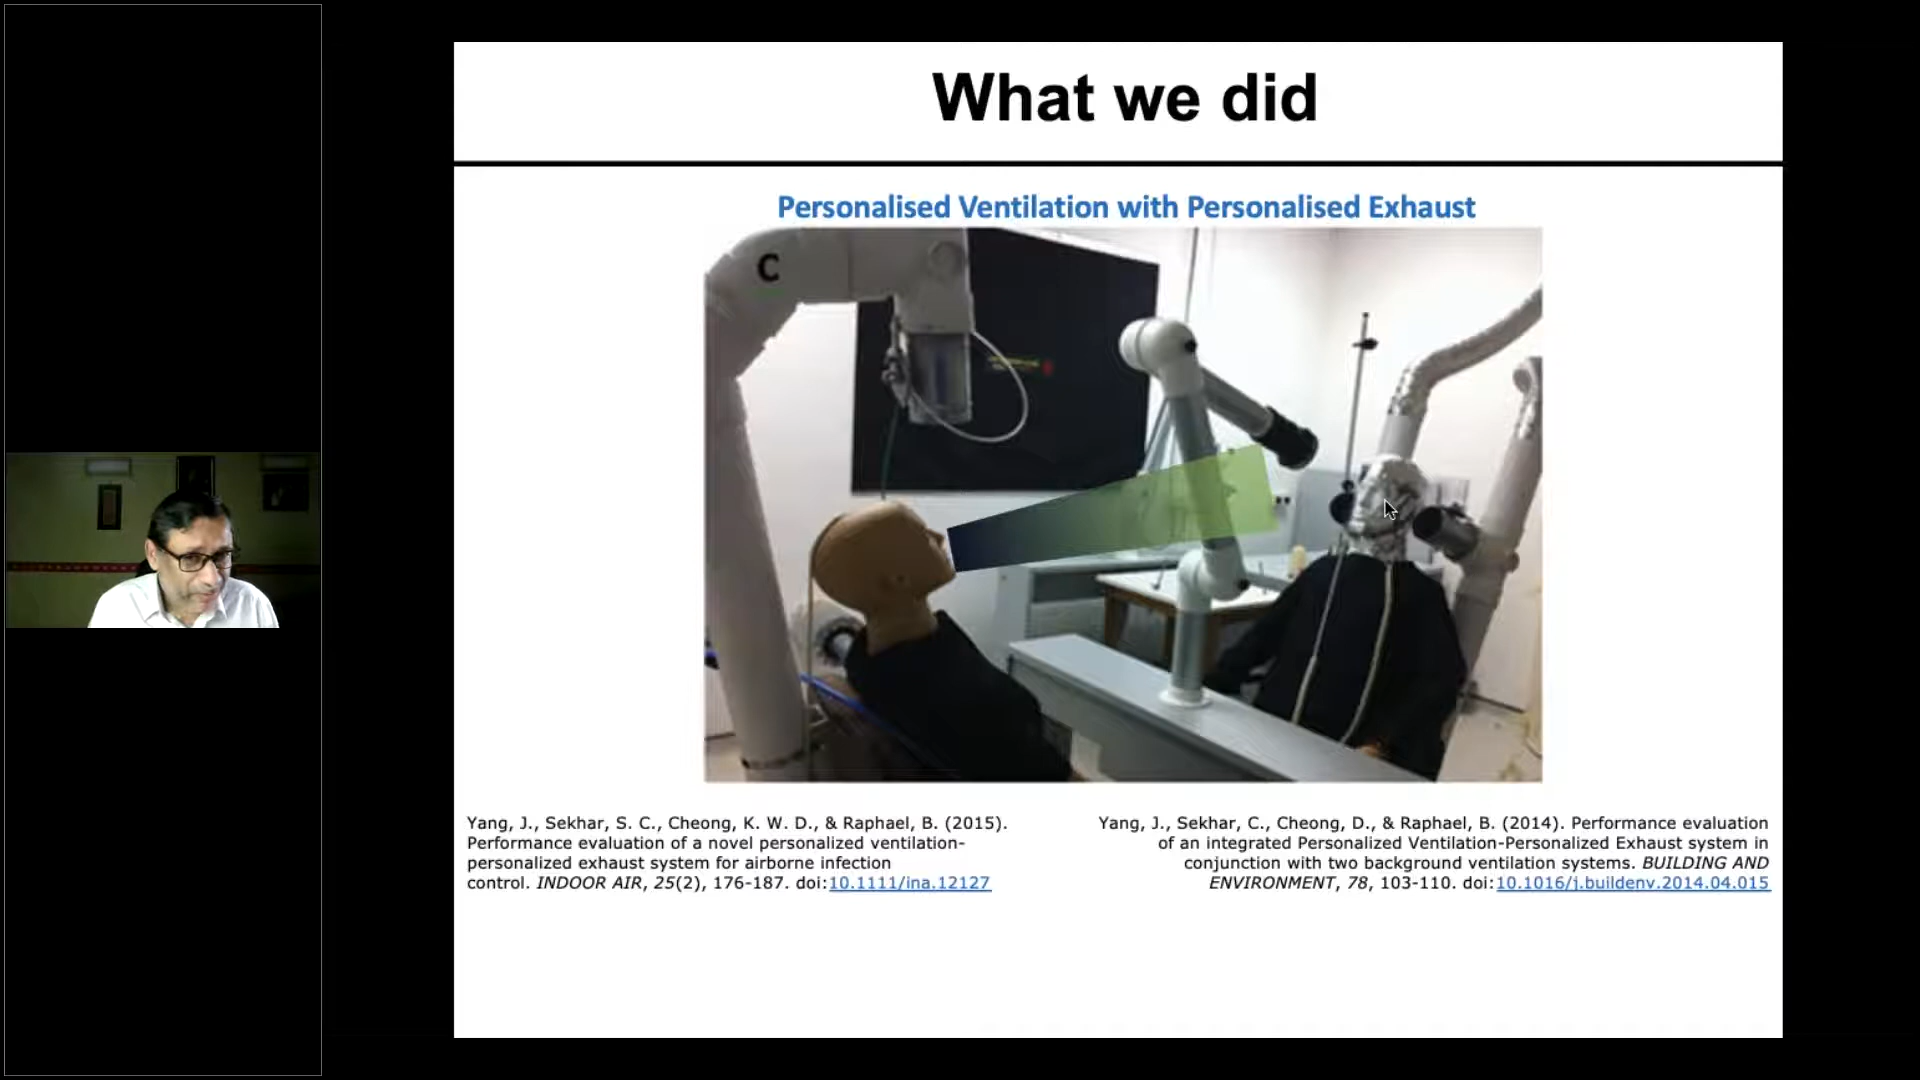 What we did
Personalised Ventilation with Personalised Exhaust
C
Yang, J., Sekhar, S. C., Cheong, K. W. D., & Raphael, B. (2015).
Performance evaluation of a novel personalized ventilation-
personalized exhaust system for airborne infection
control. INDOOR AIR, 25(2), 176-187. doi:10.1111/ina.12127
Yang, J., Sekhar, C., Cheong, D., & Raphael, B. (2014). Performance evaluation
of an integrated Personalized Ventilation-Personalized Exhaust system in
conjunction with two background ventilation systems. BUILDING AND
ENVIRONMENT, 78, 103-110. doi:10.1016/j.buildenv.2014.04.015